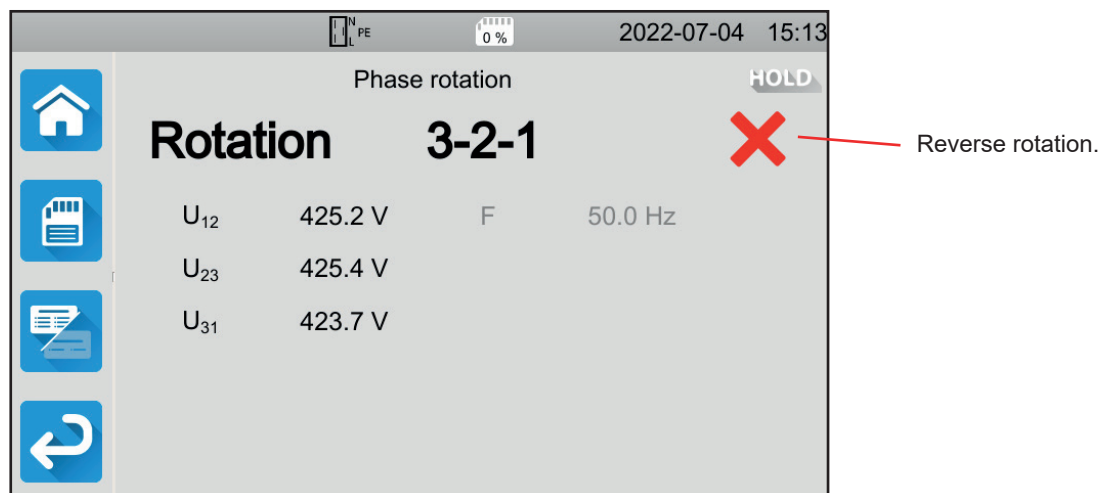 N
L PE
0 %
2022-07-04 15:13
Phase rotation
HOLD
Rotation 3-2-1
Reverse rotation.
U₁₂ 425.2 V F 50.0 Hz
U₂₃ 425.4 V
U₃₁ 423.7 V